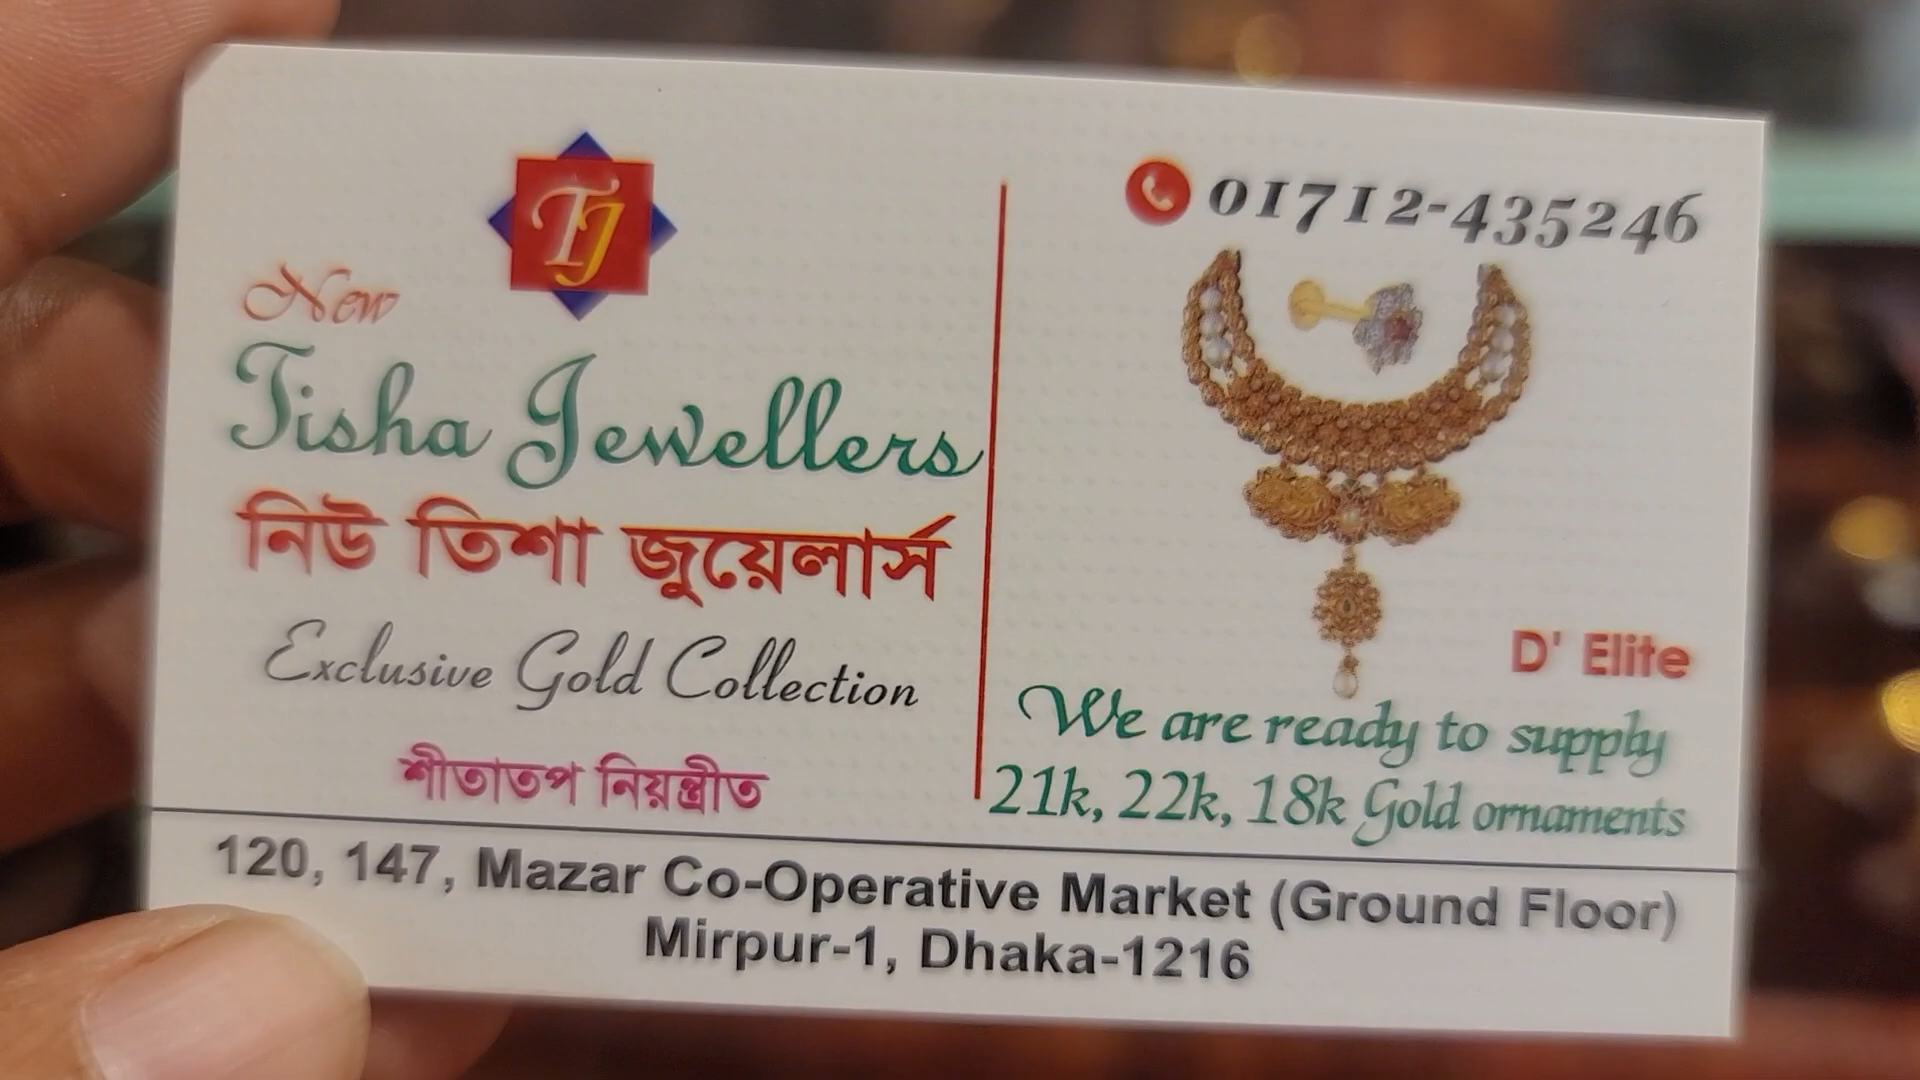 TJ
New
Tisha Jewellers
নিউ তিশা জুয়েলার্স
Exclusive Gold Collection
শীতাতপ নিয়ন্ত্রীত
01712-435246
D' Elite
We are ready to supply
21k, 22k, 18k Gold ornaments
120, 147, Mazar Co-Operative Market (Ground Floor)
Mirpur-1, Dhaka-1216